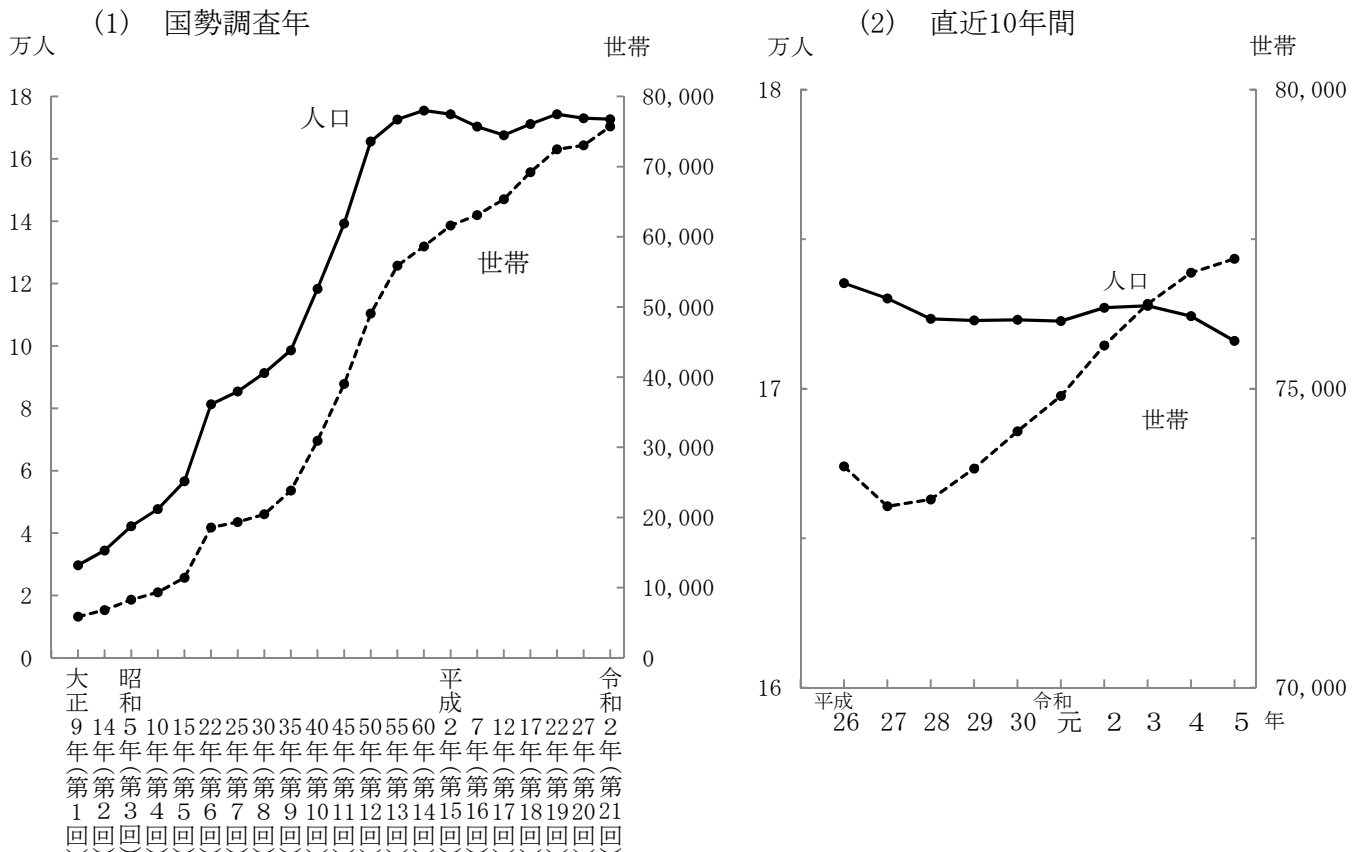 (1) 国勢調査年
万人
世帯
18
16
14
12
10
8
6
4
2
0
80,000
70,000
60,000
50,000
40,000
30,000
20,000
10,000
0
人口
世帯
大正9年(第1回)
14年(第2回)
昭和5年(第3回)
10年(第4回)
15年(第5回)
22年(第6回)
25年(第7回)
30年(第8回)
35年(第9回)
40年(第10回)
45年(第11回)
50年(第12回)
55年(第13回)
60年(第14回)
平成2年(第15回)
7年(第16回)
12年(第17回)
17年(第18回)
22年(第19回)
27年(第20回)
令和2年(第21回)
(2) 直近10年間
万人
世帯
18
17
16
80,000
75,000
70,000
人口
世帯
平成 令和
26 27 28 29 30 元 2 3 4 5 年